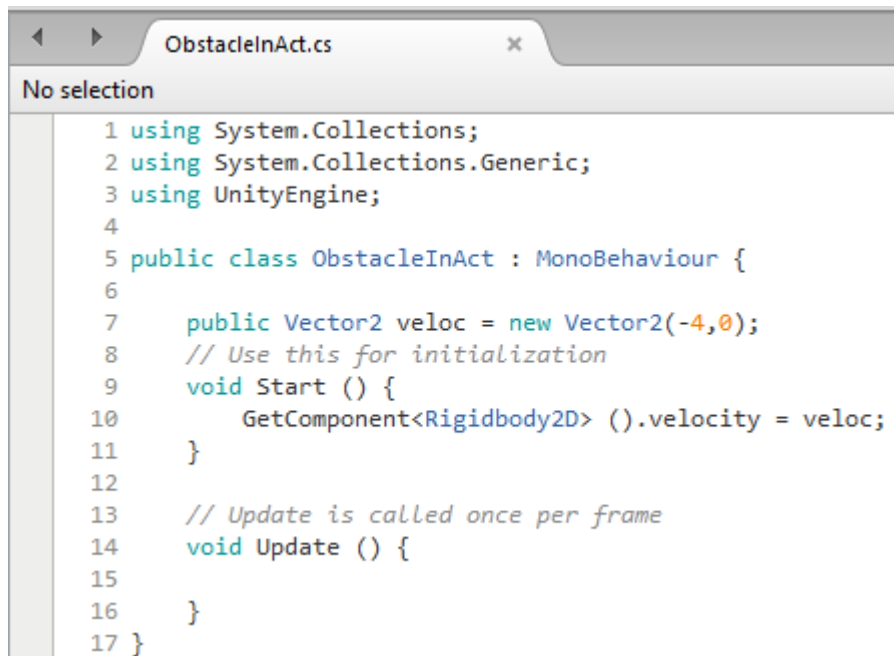 ObstacleInAct.cs
No selection
1 using System.Collections;
2 using System.Collections.Generic;
3 using UnityEngine;
4
5 public class ObstacleInAct : MonoBehaviour {
6
7     public Vector2 veloc = new Vector2(-4,0);
8     // Use this for initialization
9     void Start () {
10         GetComponent<Rigidbody2D> ().velocity = veloc;
11     }
12
13     // Update is called once per frame
14     void Update () {
15
16     }
17 }